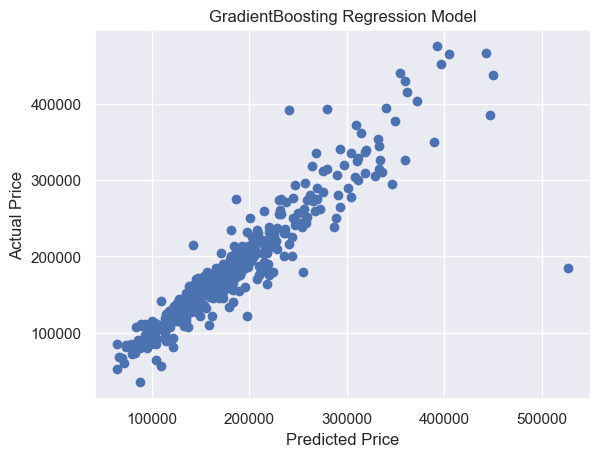 GradientBoosting Regression Model
Actual Price
400000
300000
200000
100000
100000 200000 300000 400000 500000
Predicted Price